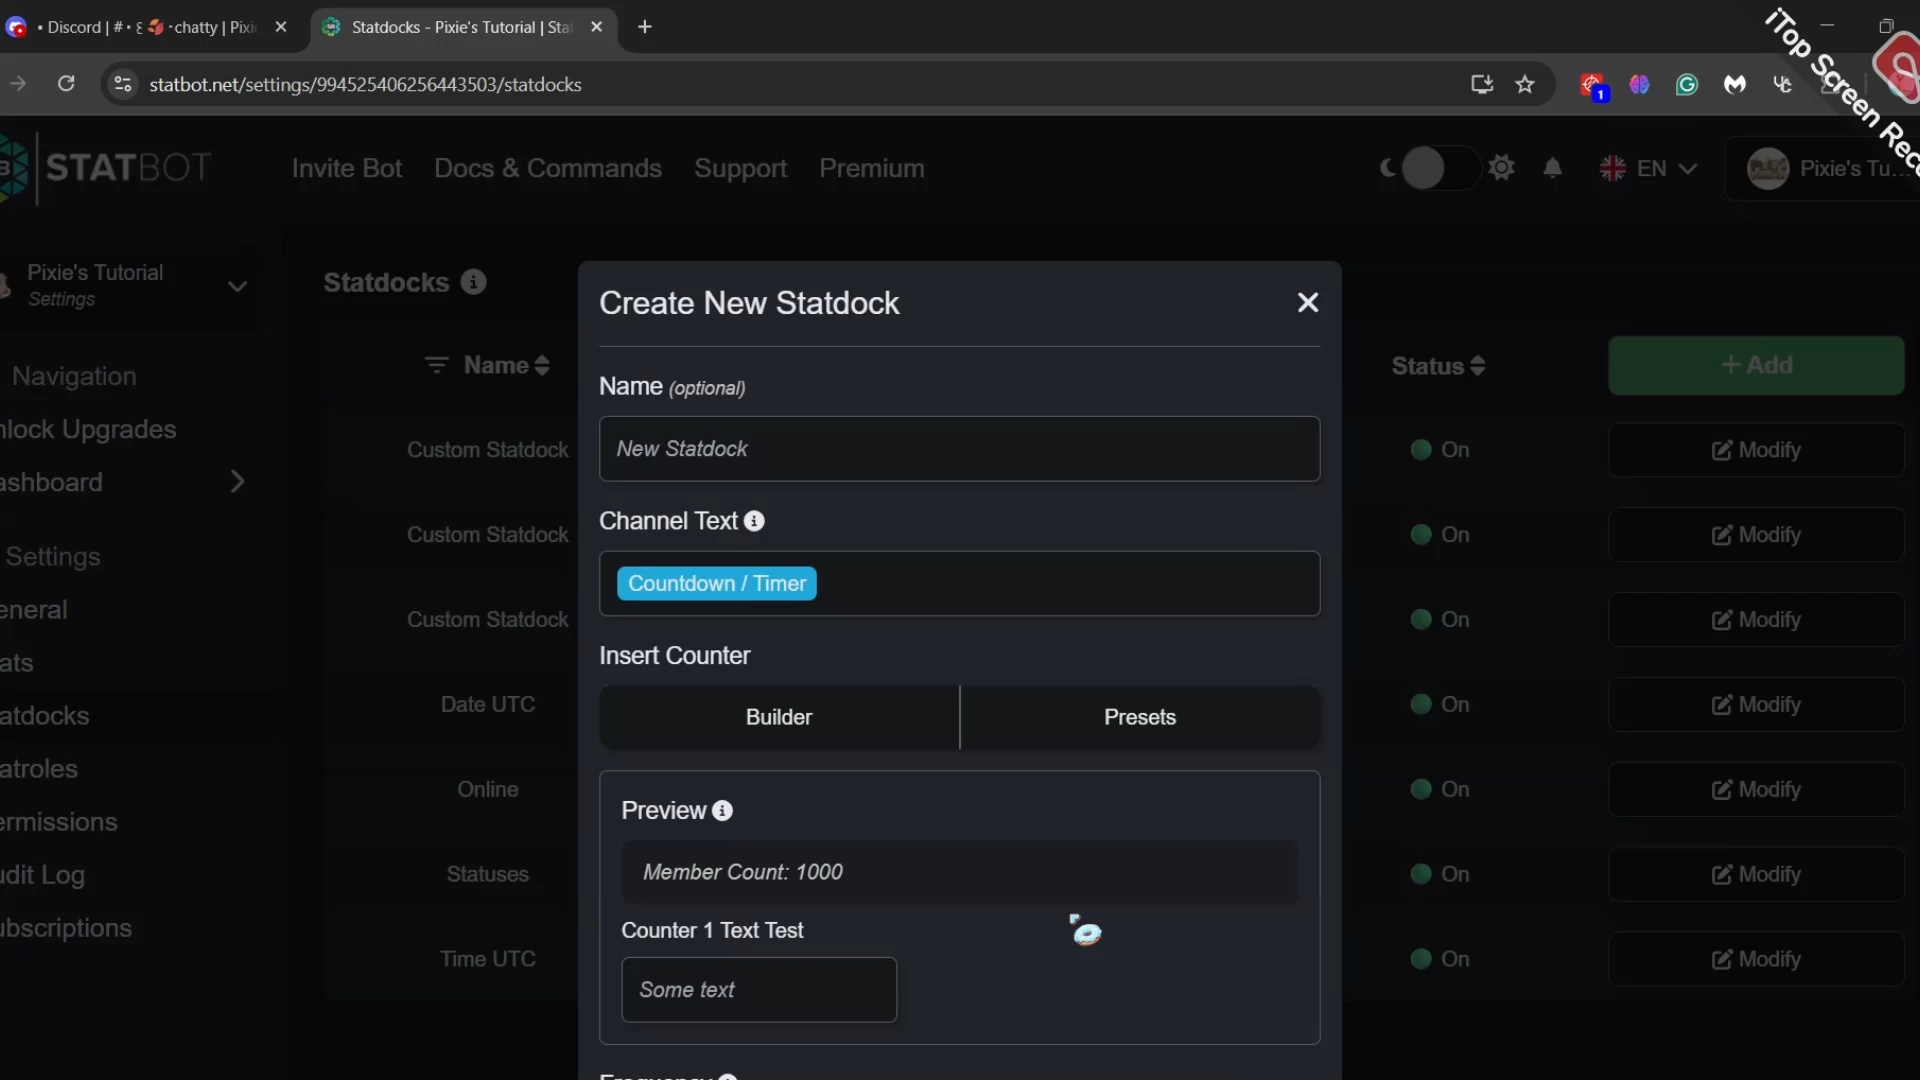 • Discord | # • ꒰ 🍂 • chatty | Pixi
Statdocks - Pixie's Tutorial | Sta
iTop Screen Rec
statbot.net/settings/994525406256443503/statdocks
1
STATBOT
Invite Bot
Docs & Commands
Support
Premium
EN
Pixie's Tu...
Pixie's Tutorial
Settings
Navigation
nlock Upgrades
ashboard
Settings
eneral
ats
atdocks
atroles
ermissions
udit Log
ubscriptions
Statdocks
Name
Status
+ Add
Custom Statdock
On
Modify
Custom Statdock
On
Modify
Custom Statdock
On
Modify
Date UTC
On
Modify
Online
On
Modify
Statuses
On
Modify
Time UTC
On
Modify
Create New Statdock
Name (optional)
New Statdock
Channel Text
Countdown / Timer
Insert Counter
Builder
Presets
Preview
Member Count: 1000
Counter 1 Text Test
Some text